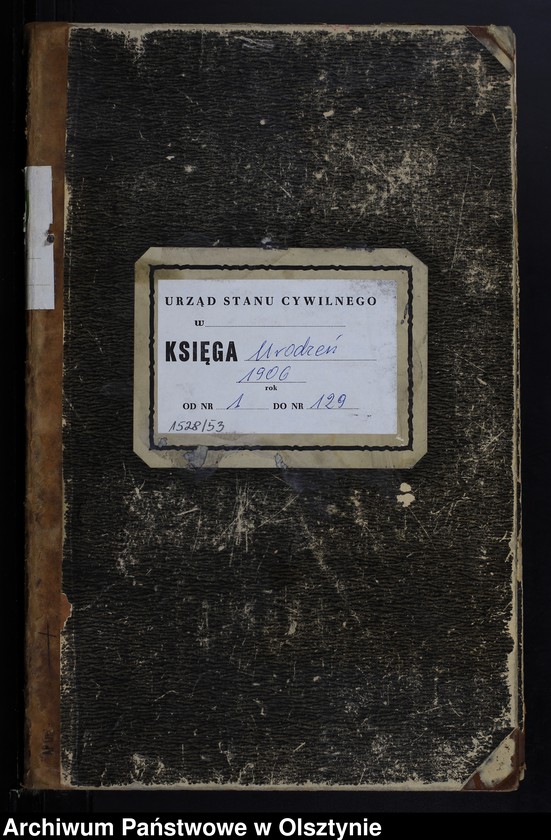 URZĄD STANU CYWILNEGO
w
KSIĘGA Urodzeń
1906
rok
OD NR 1 DO NR 129
1528/53
Archiwum Państwowe w Olsztynie